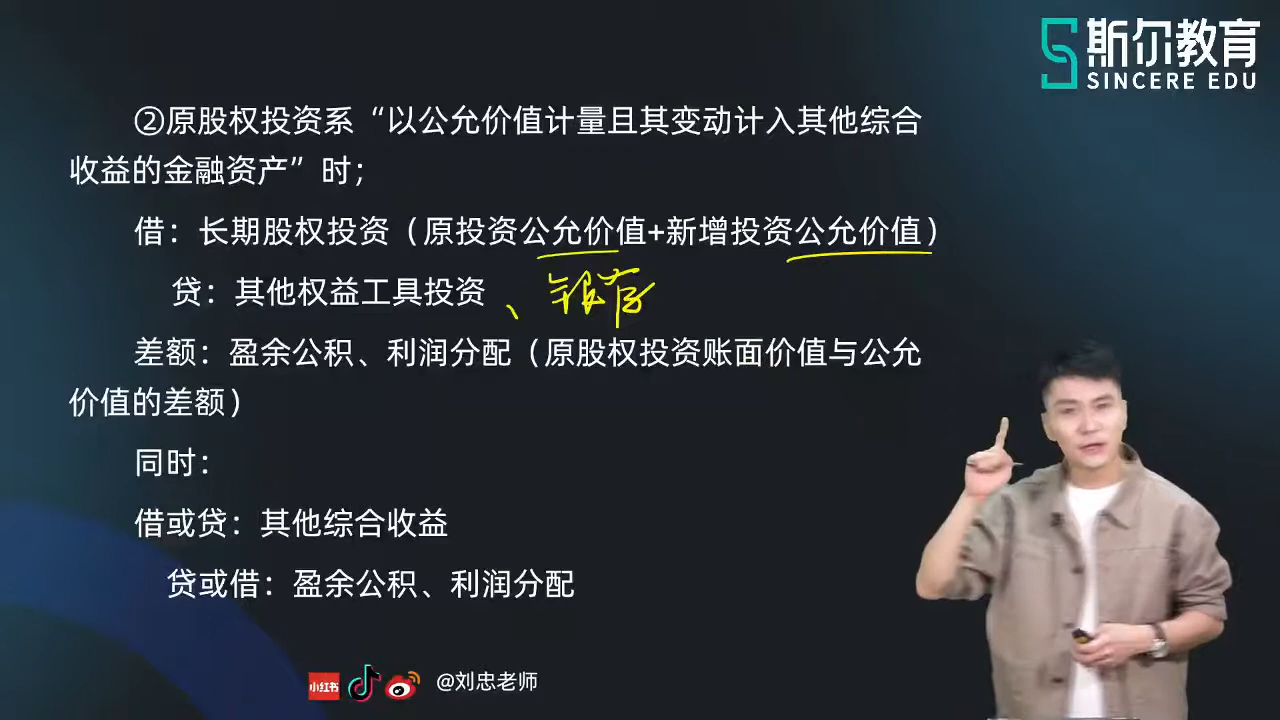 斯尔教育
SINCERE EDU
②原股权投资系“以公允价值计量且其变动计入其他综合
收益的金融资产”时；
借：长期股权投资（原投资公允价值+新增投资公允价值）
贷：其他权益工具投资、银存
差额：盈余公积、利润分配（原股权投资账面价值与公允
价值的差额）
同时：
借或贷：其他综合收益
贷或借：盈余公积、利润分配
小红书 @刘忠老师